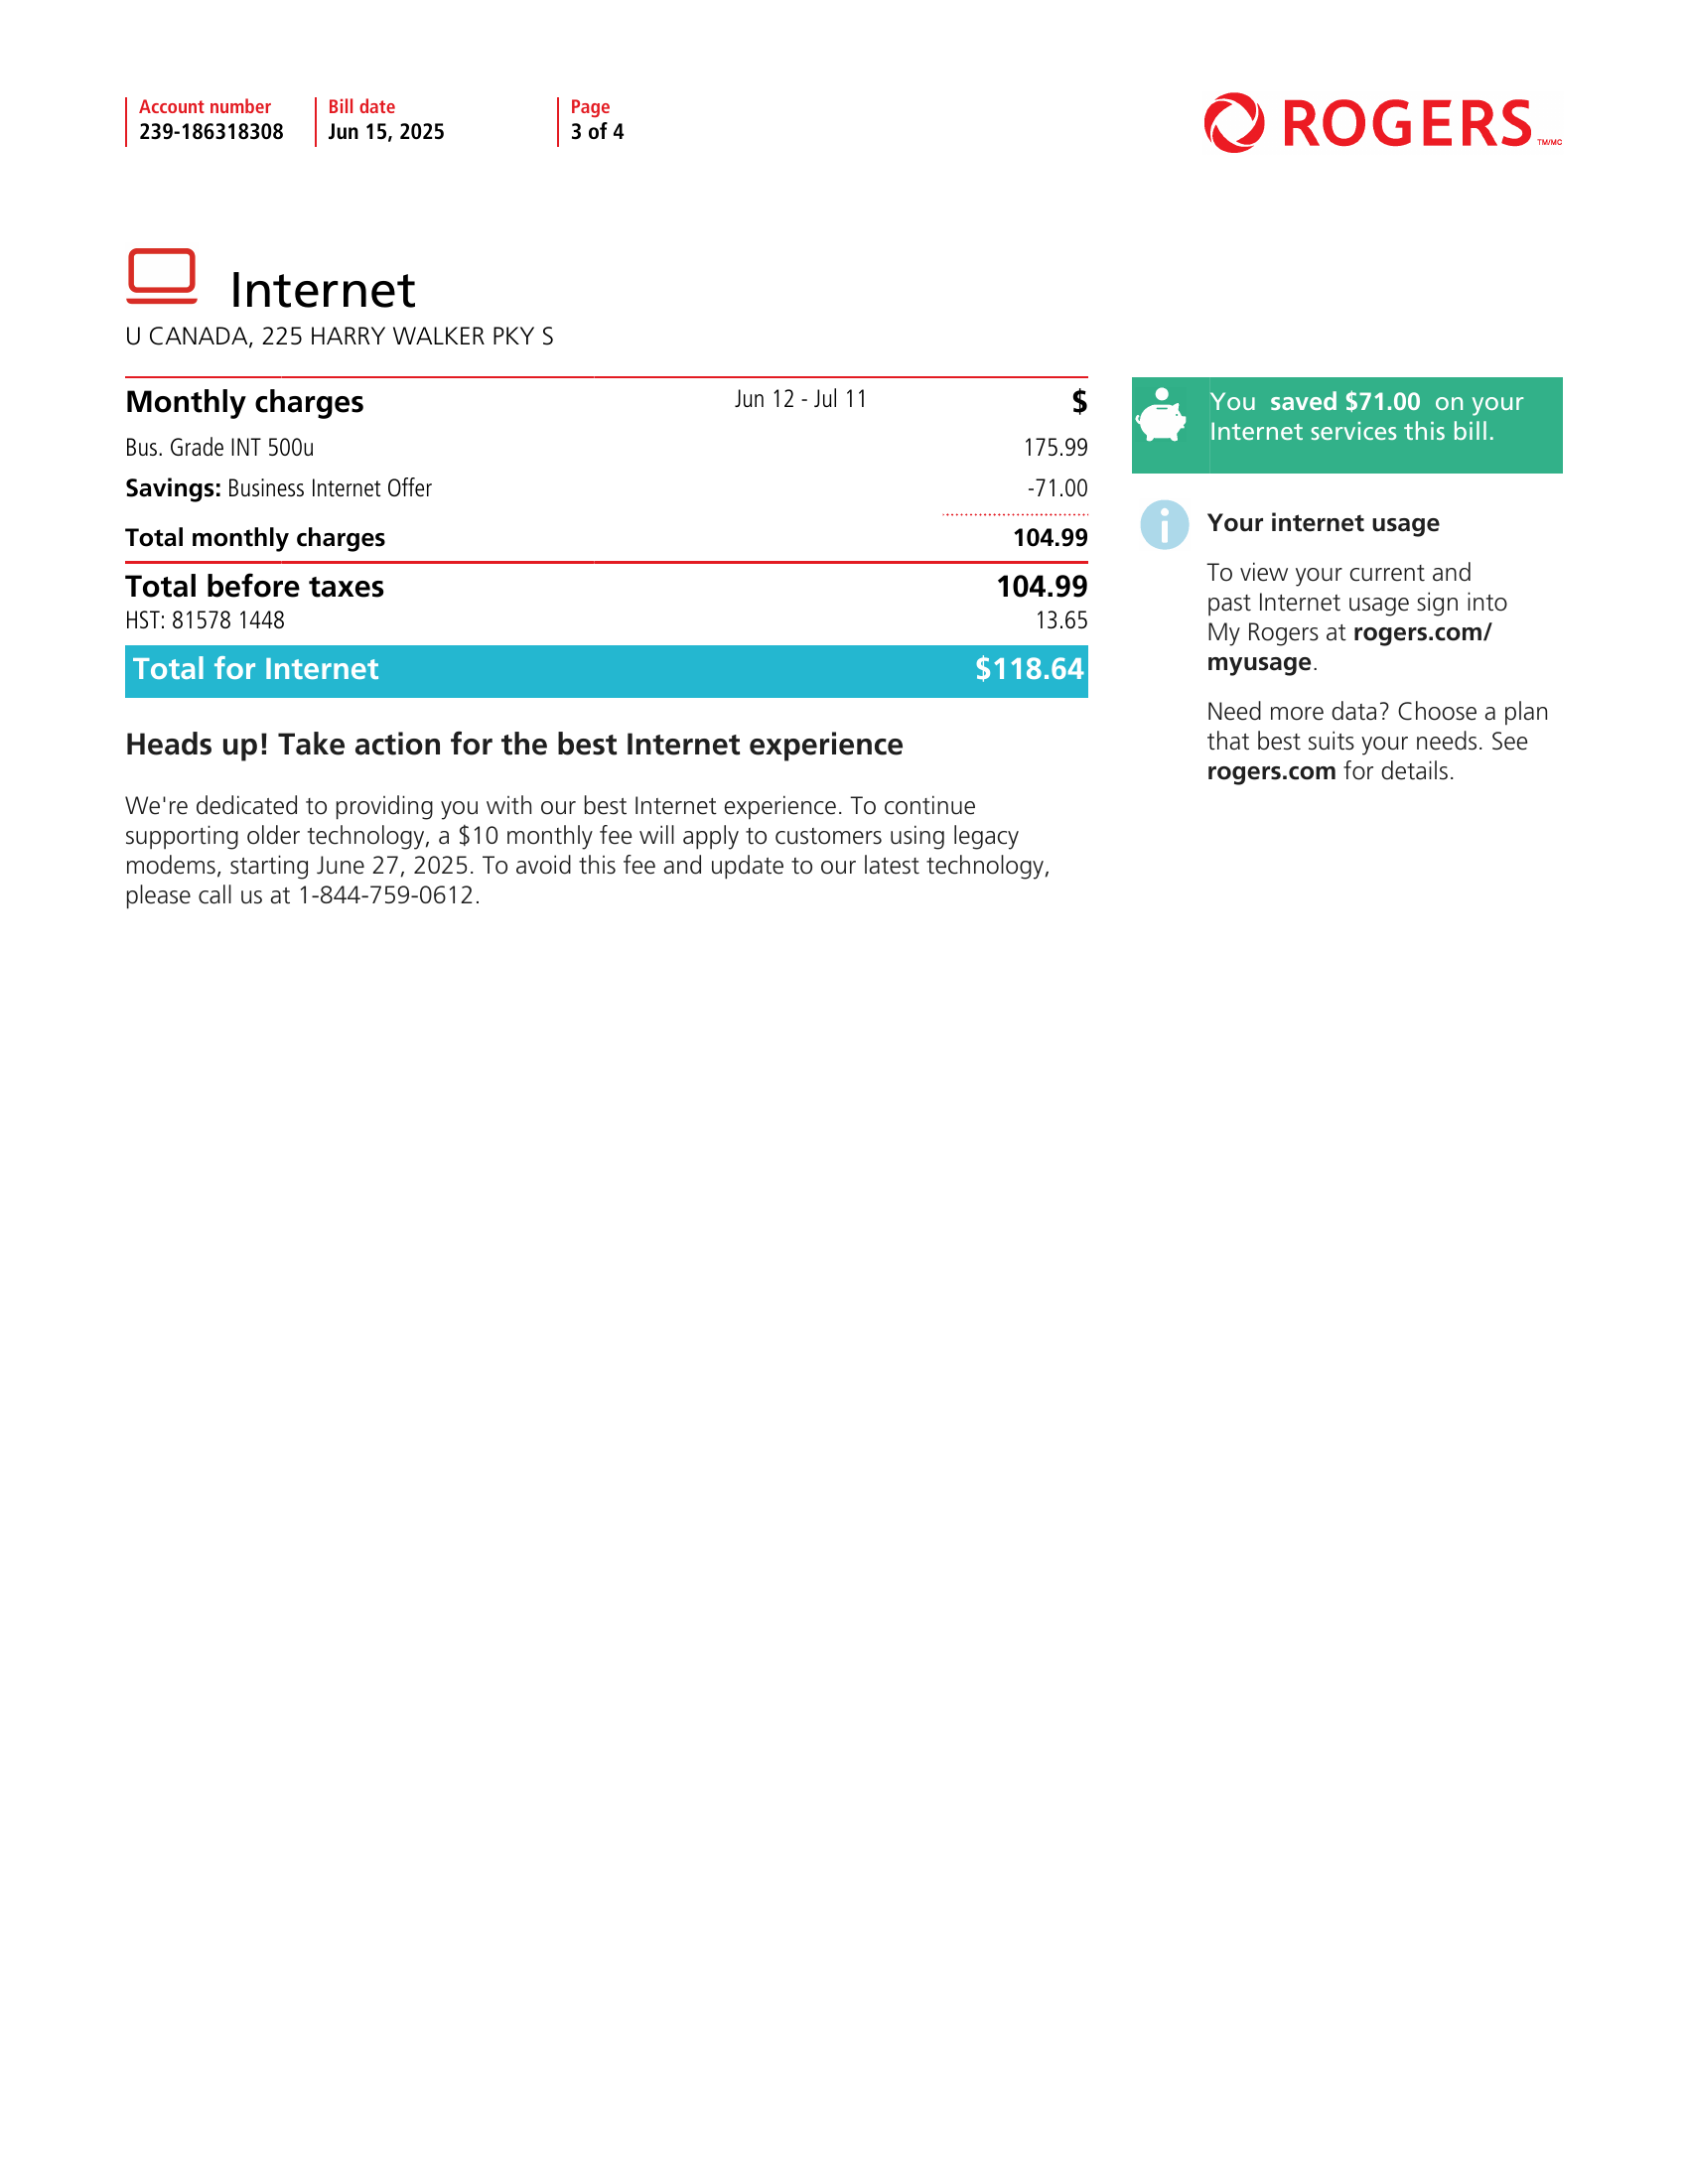 Account number
239-186318308
Bill date
Jun 15, 2025
Page
3 of 4
ROGERS TM/MC
Internet
U CANADA, 225 HARRY WALKER PKY S
Monthly charges Jun 12 - Jul 11 $
Bus. Grade INT 500u 175.99
Savings: Business Internet Offer -71.00
Total monthly charges 104.99
Total before taxes 104.99
HST: 81578 1448 13.65
Total for Internet $118.64
Heads up! Take action for the best Internet experience
We're dedicated to providing you with our best Internet experience. To continue
supporting older technology, a $10 monthly fee will apply to customers using legacy
modems, starting June 27, 2025. To avoid this fee and update to our latest technology,
please call us at 1-844-759-0612.
You saved $71.00 on your
Internet services this bill.
i
Your internet usage
To view your current and
past Internet usage sign into
My Rogers at rogers.com/
myusage.
Need more data? Choose a plan
that best suits your needs. See
rogers.com for details.